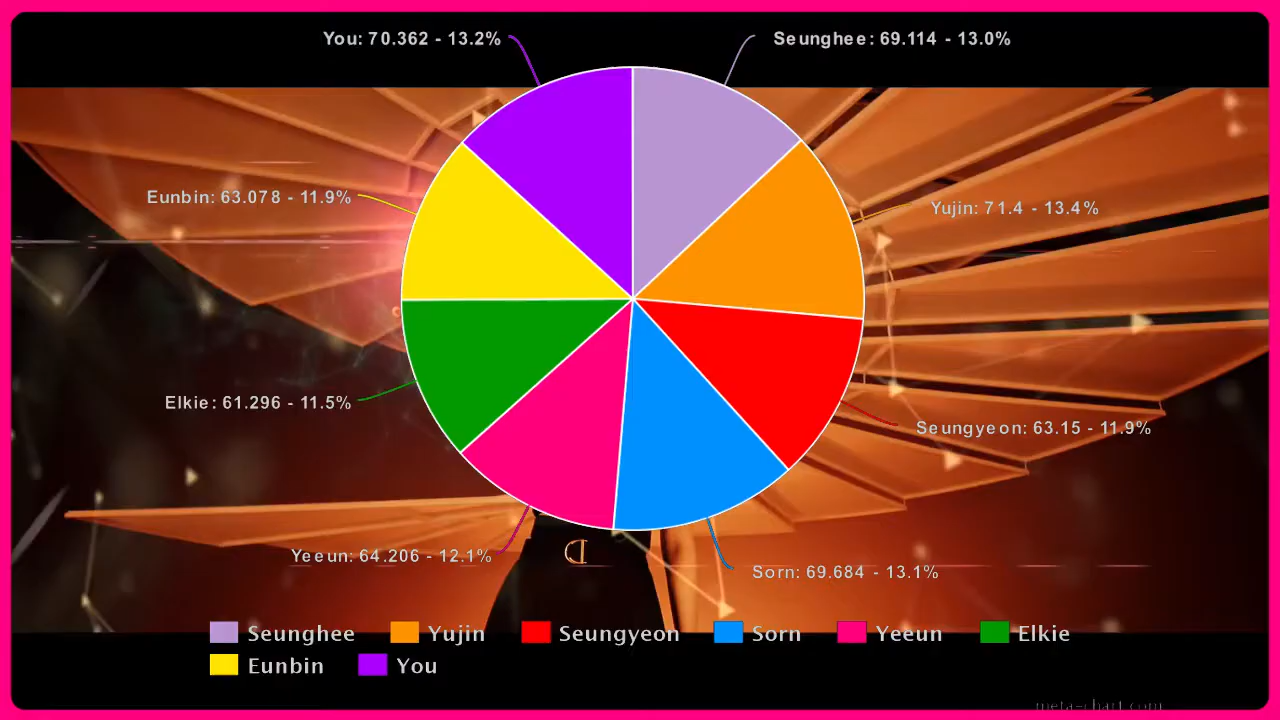 You: 70.362 - 13.2%
Seunghee: 69.114 - 13.0%
Eunbin: 63.078 - 11.9%
Yujin: 71.4 - 13.4%
Elkie: 61.296 - 11.5%
Seungyeon: 63.15 - 11.9%
Yeeun: 64.206 - 12.1%
Sorn: 69.684 - 13.1%
Seunghee Yujin Seungyeon Sorn Yeeun Elkie
Eunbin You
meta-chart.com